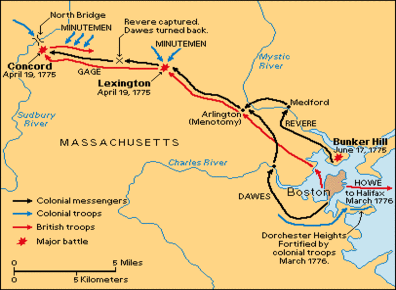 North Bridge
MINUTEMEN
Revere captured.
Dawes turned back.
MINUTEMEN
Concord
April 19, 1775
GAGE
Lexington
April 19, 1775
Mystic
River
Sudbury
River
Arlington
(Menotomy)
Medford
REVERE
MASSACHUSETTS
Bunker Hill
June 17, 1775
Charles River
Boston
HOWE
to Halifax
March 1776
DAWES
Colonial messengers
Colonial troops
British troops
Major battle
Dorchester Heights
Fortified by
colonial troops
March 1776.
0 5 Miles
0 5 Kilometers